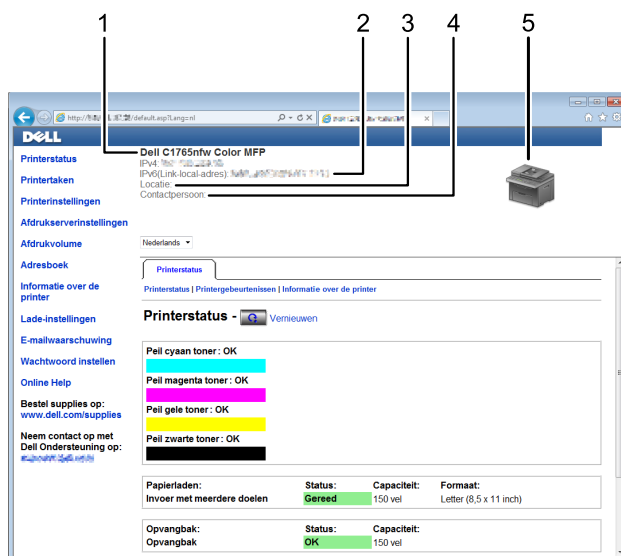 1 2 3 4 5
http:// /default.asp?Lang=nl
DELL
Dell C1765nfw Color MFP
IPv4:
IPv6(Link-local-adres):
Locatie:
Contactpersoon:
Printerstatus
Printertaken
Printerinstellingen
Afdrukserverinstellingen
Afdrukvolume
Adresboek
Informatie over de
printer
Lade-instellingen
E-mailwaarschuwing
Wachtwoord instellen
Online Help
Bestel supplies op:
www.dell.com/supplies
Neem contact op met
Dell Ondersteuning op:
Nederlands
Printerstatus
Printerstatus | Printergebeurtenissen | Informatie over de printer
Printerstatus - Vernieuwen
Peil cyaan toner: OK
Peil magenta toner: OK
Peil gele toner: OK
Peil zwarte toner: OK
Papierladen: Status: Capaciteit: Formaat:
Invoer met meerdere doelen Gereed 150 vel Letter (8,5 x 11 inch)
Opvangbak: Status: Capaciteit:
Opvangbak OK 150 vel